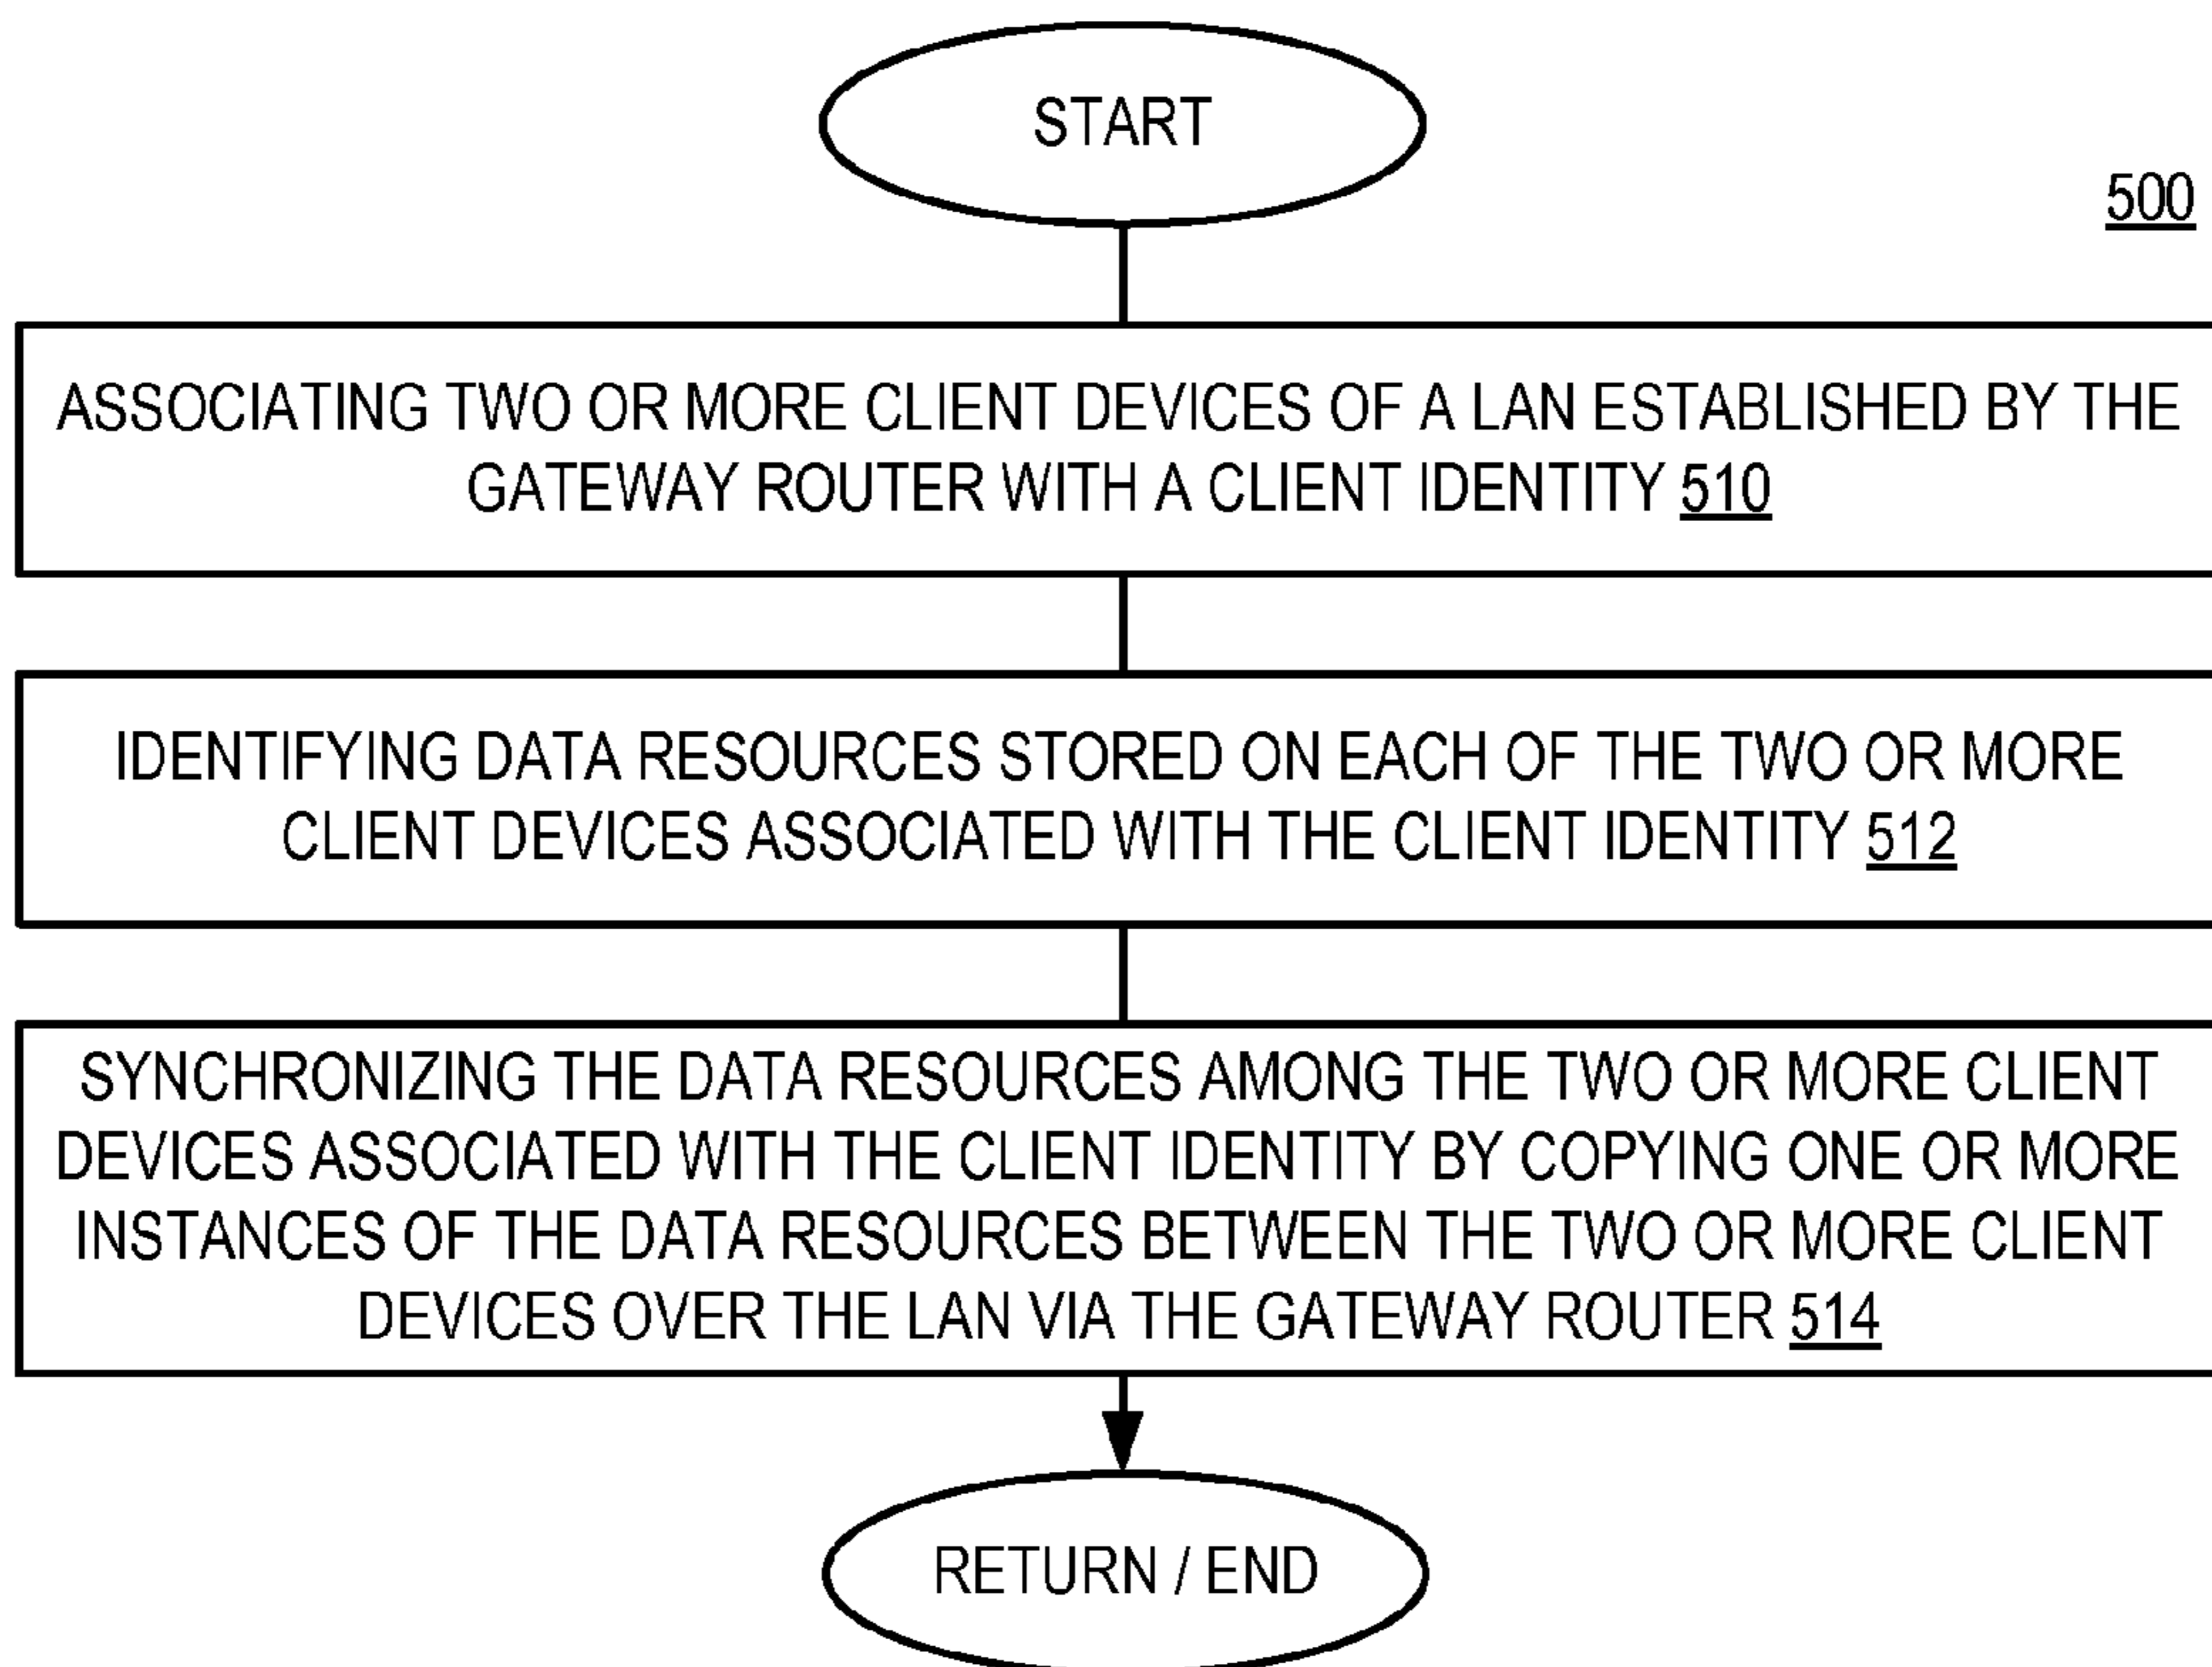 START
500
ASSOCIATING TWO OR MORE CLIENT DEVICES OF A LAN ESTABLISHED BY THE
GATEWAY ROUTER WITH A CLIENT IDENTITY 510
IDENTIFYING DATA RESOURCES STORED ON EACH OF THE TWO OR MORE
CLIENT DEVICES ASSOCIATED WITH THE CLIENT IDENTITY 512
SYNCHRONIZING THE DATA RESOURCES AMONG THE TWO OR MORE CLIENT
DEVICES ASSOCIATED WITH THE CLIENT IDENTITY BY COPYING ONE OR MORE
INSTANCES OF THE DATA RESOURCES BETWEEN THE TWO OR MORE CLIENT
DEVICES OVER THE LAN VIA THE GATEWAY ROUTER 514
RETURN / END